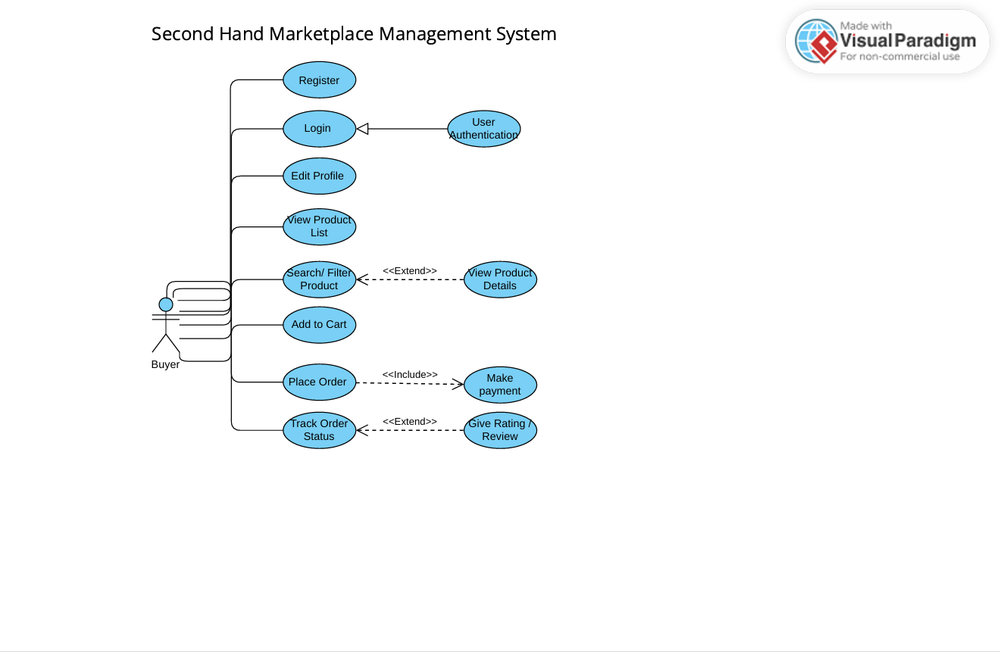 Second Hand Marketplace Management System
Made with
Visual Paradigm
For non-commercial use
Register
Login
User
Authentication
Edit Profile
View Product
List
Search/ Filter
Product
<<Extend>>
View Product
Details
Add to Cart
Buyer
Place Order
<<Include>>
Make
payment
Track Order
Status
<<Extend>>
Give Rating /
Review